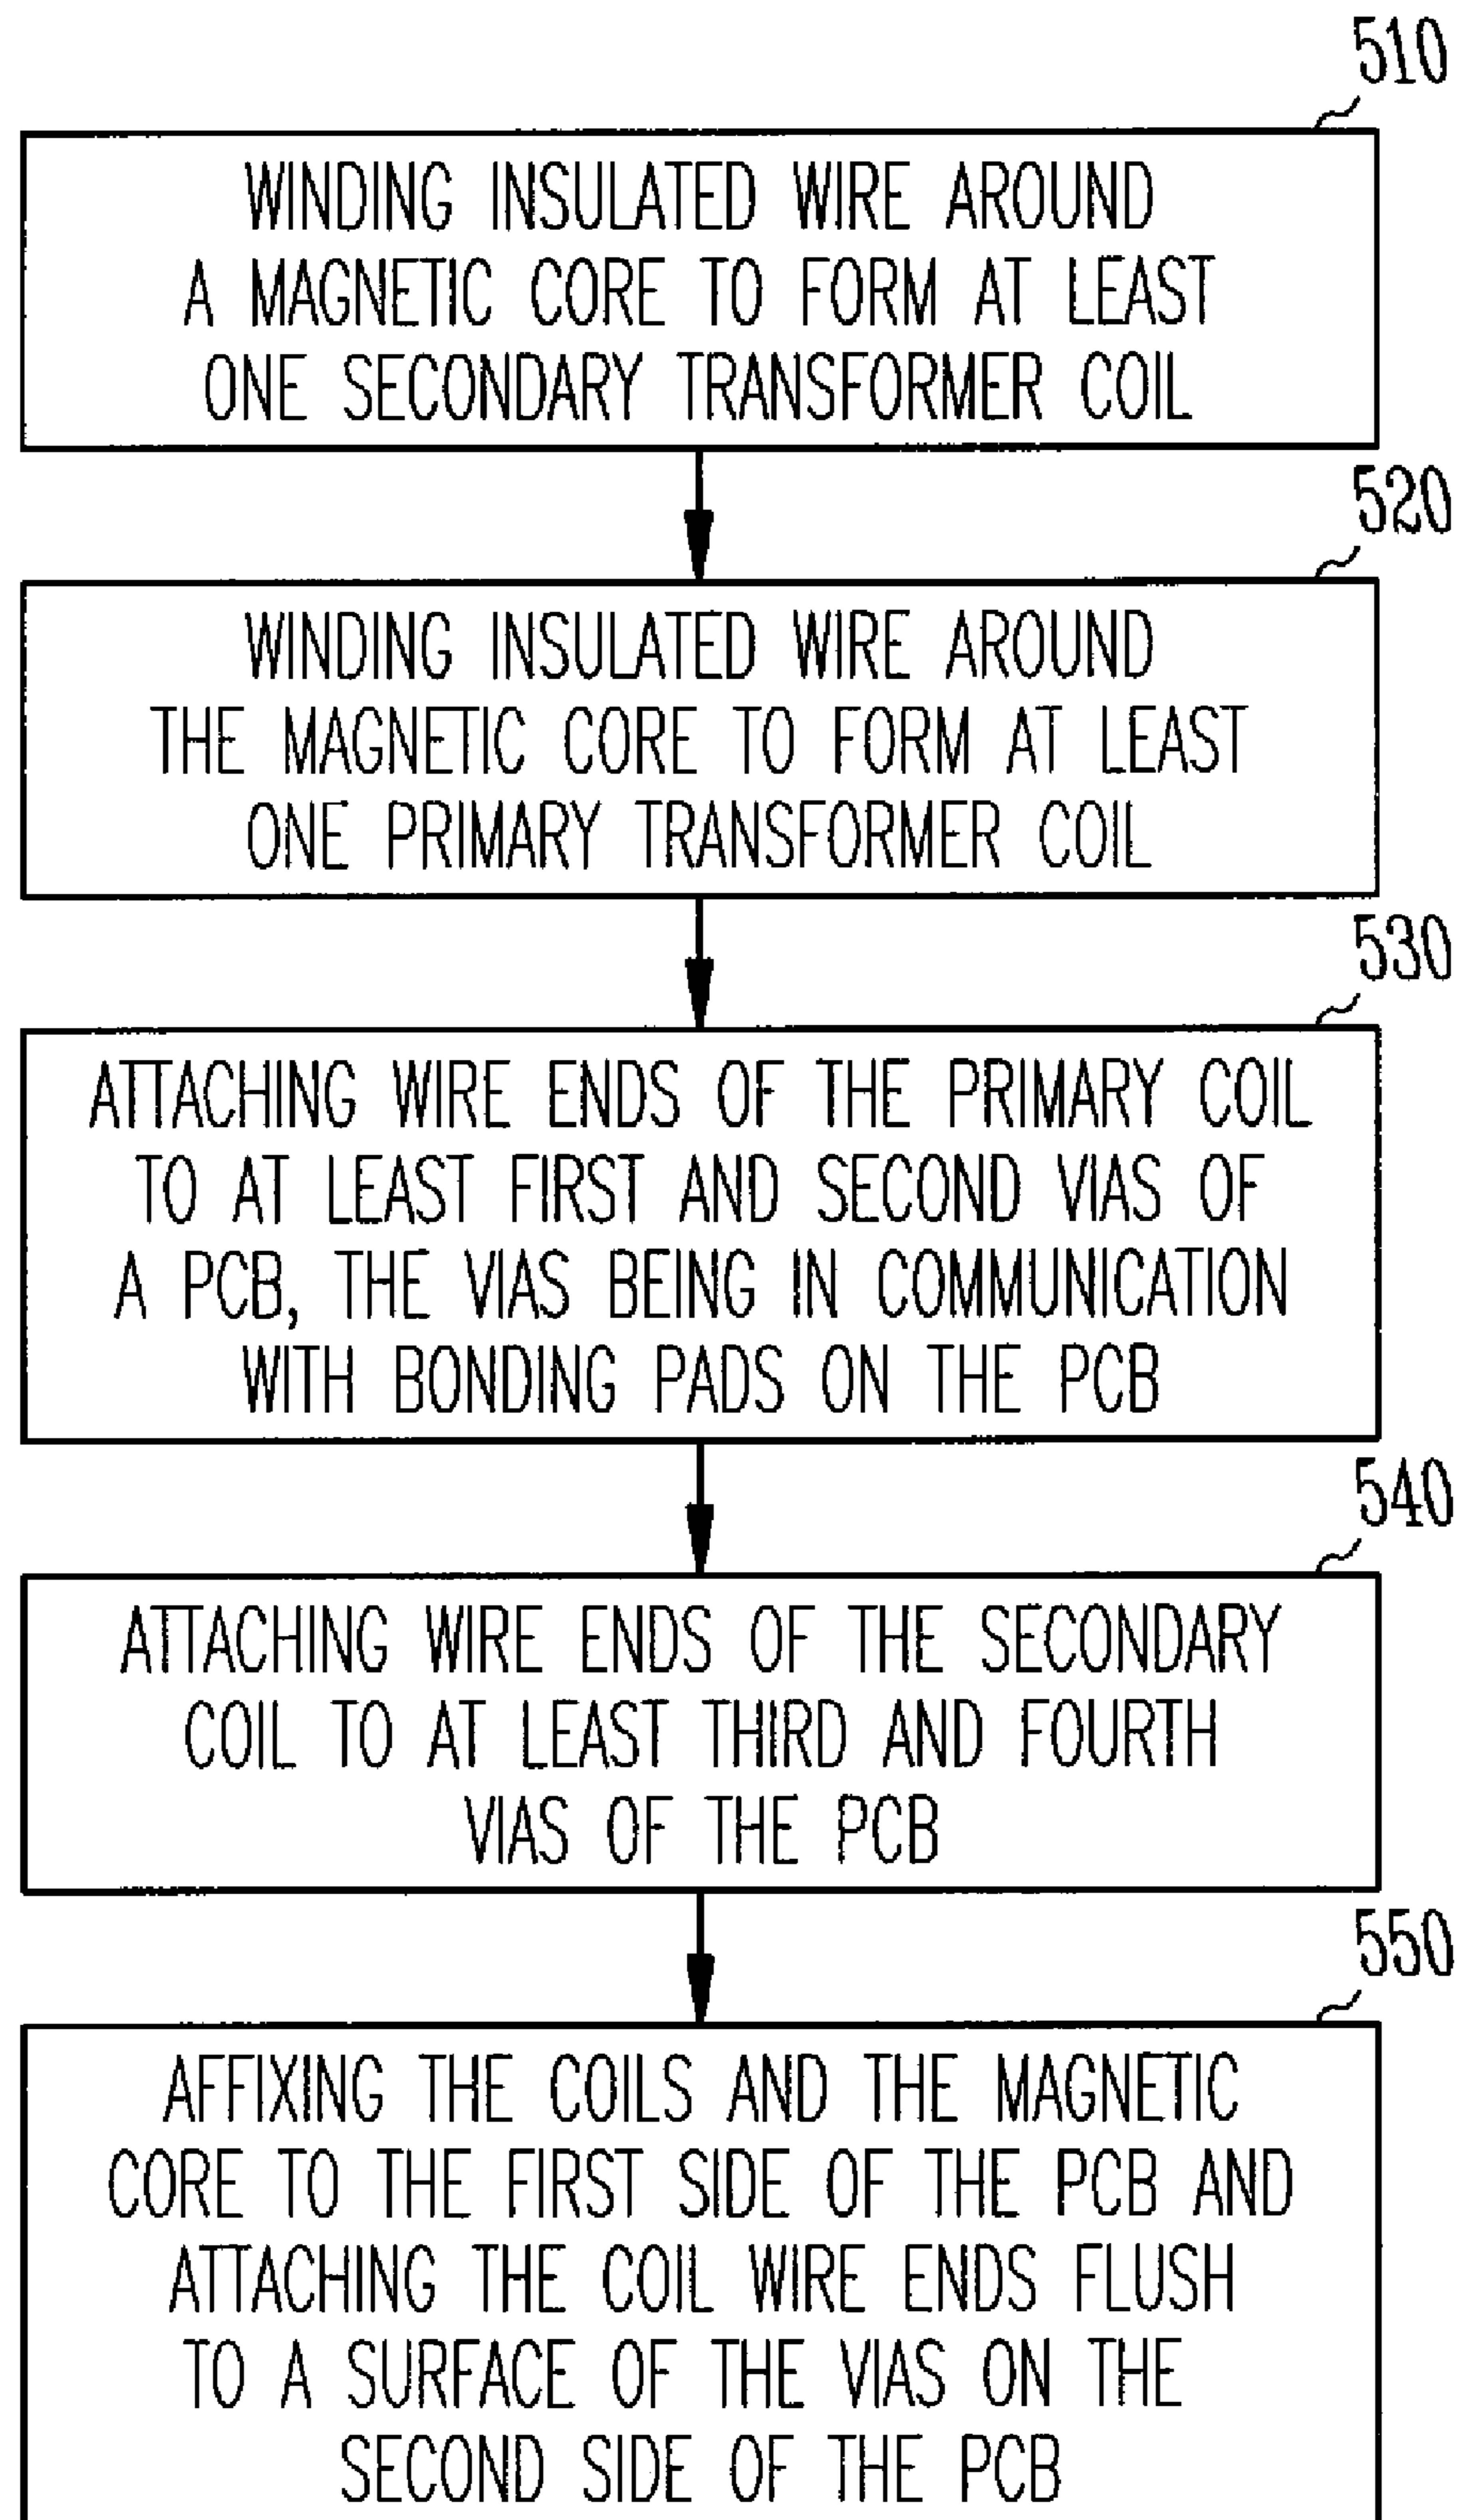 510
WINDING INSULATED WIRE AROUND
A MAGNETIC CORE TO FORM AT LEAST
ONE SECONDARY TRANSFORMER COIL
520
WINDING INSULATED WIRE AROUND
THE MAGNETIC CORE TO FORM AT LEAST
ONE PRIMARY TRANSFORMER COIL
530
ATTACHING WIRE ENDS OF THE PRIMARY COIL
TO AT LEAST FIRST AND SECOND VIAS OF
A PCB, THE VIAS BEING IN COMMUNICATION
WITH BONDING PADS ON THE PCB
540
ATTACHING WIRE ENDS OF THE SECONDARY
COIL TO AT LEAST THIRD AND FOURTH
VIAS OF THE PCB
550
AFFIXING THE COILS AND THE MAGNETIC
CORE TO THE FIRST SIDE OF THE PCB AND
ATTACHING THE COIL WIRE ENDS FLUSH
TO A SURFACE OF THE VIAS ON THE
SECOND SIDE OF THE PCB